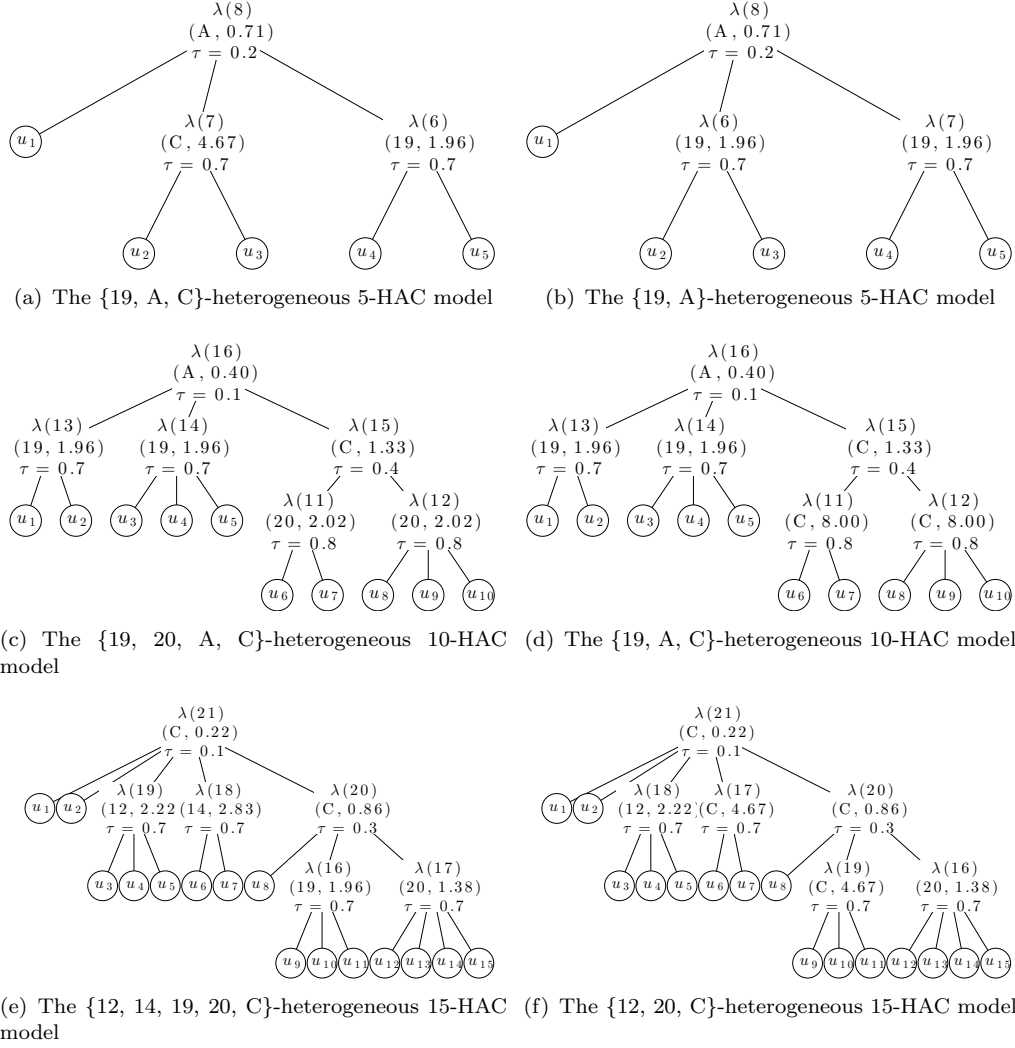 λ(8)
(A, 0.71)
τ = 0.2
u1
λ(7)
(C, 4.67)
τ = 0.7
λ(6)
(19, 1.96)
τ = 0.7
u2
u3
u4
u5
(a) The {19, A, C}-heterogeneous 5-HAC model
λ(8)
(A, 0.71)
τ = 0.2
u1
λ(6)
(19, 1.96)
τ = 0.7
λ(7)
(19, 1.96)
τ = 0.7
u2
u3
u4
u5
(b) The {19, A}-heterogeneous 5-HAC model
λ(16)
(A, 0.40)
τ = 0.1
λ(13)
(19, 1.96)
τ = 0.7
λ(14)
(19, 1.96)
τ = 0.7
λ(15)
(C, 1.33)
τ = 0.4
u1
u2
u3
u4
u5
λ(11)
(20, 2.02)
τ = 0.8
λ(12)
(20, 2.02)
τ = 0.8
u6
u7
u8
u9
u10
(c) The {19, 20, A, C}-heterogeneous 10-HAC
model
λ(16)
(A, 0.40)
τ = 0.1
λ(13)
(19, 1.96)
τ = 0.7
λ(14)
(19, 1.96)
τ = 0.7
λ(15)
(C, 1.33)
τ = 0.4
u1
u2
u3
u4
u5
λ(11)
(C, 8.00)
τ = 0.8
λ(12)
(C, 8.00)
τ = 0.8
u6
u7
u8
u9
u10
(d) The {19, A, C}-heterogeneous 10-HAC model
λ(21)
(C, 0.22)
τ = 0.1
u1
u2
λ(19)
(12, 2.22
τ = 0.7
λ(18)
(14, 2.83)
τ = 0.7
λ(20)
(C, 0.86)
τ = 0.3
u3
u4
u5
u6
u7
u8
λ(16)
(19, 1.96)
τ = 0.7
λ(17)
(20, 1.38)
τ = 0.7
u9
u10
u11
u12
u13
u14
u15
(e) The {12, 14, 19, 20, C}-heterogeneous 15-HAC
model
λ(21)
(C, 0.22)
τ = 0.1
u1
u2
λ(18)
(12, 2.22)
τ = 0.7
λ(17)
(C, 4.67)
τ = 0.7
λ(20)
(C, 0.86)
τ = 0.3
u3
u4
u5
u6
u7
u8
λ(19)
(C, 4.67)
τ = 0.7
λ(16)
(20, 1.38)
τ = 0.7
u9
u10
u11
u12
u13
u14
u15
(f) The {12, 20, C}-heterogeneous 15-HAC model